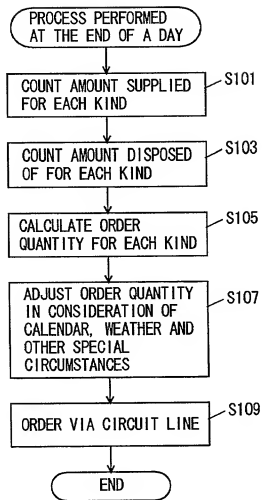 PROCESS PERFORMED
AT THE END OF A DAY
COUNT AMOUNT SUPPLIED
FOR EACH KIND
S101
COUNT AMOUNT DISPOSED
OF FOR EACH KIND
S103
CALCULATE ORDER
QUANTITY FOR EACH KIND
S105
ADJUST ORDER QUANTITY
IN CONSIDERATION OF
CALENDAR, WEATHER AND
OTHER SPECIAL
CIRCUMSTANCES
S107
ORDER VIA CIRCUIT LINE
S109
END